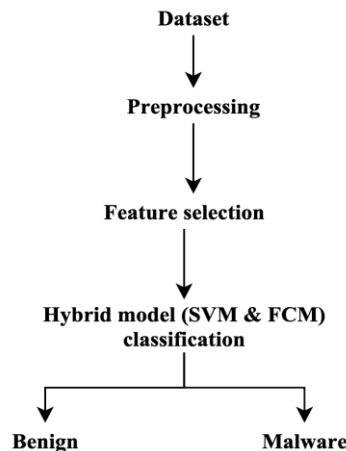 Dataset
Preprocessing
Feature selection
Hybrid model (SVM & FCM)
classification
Benign
Malware